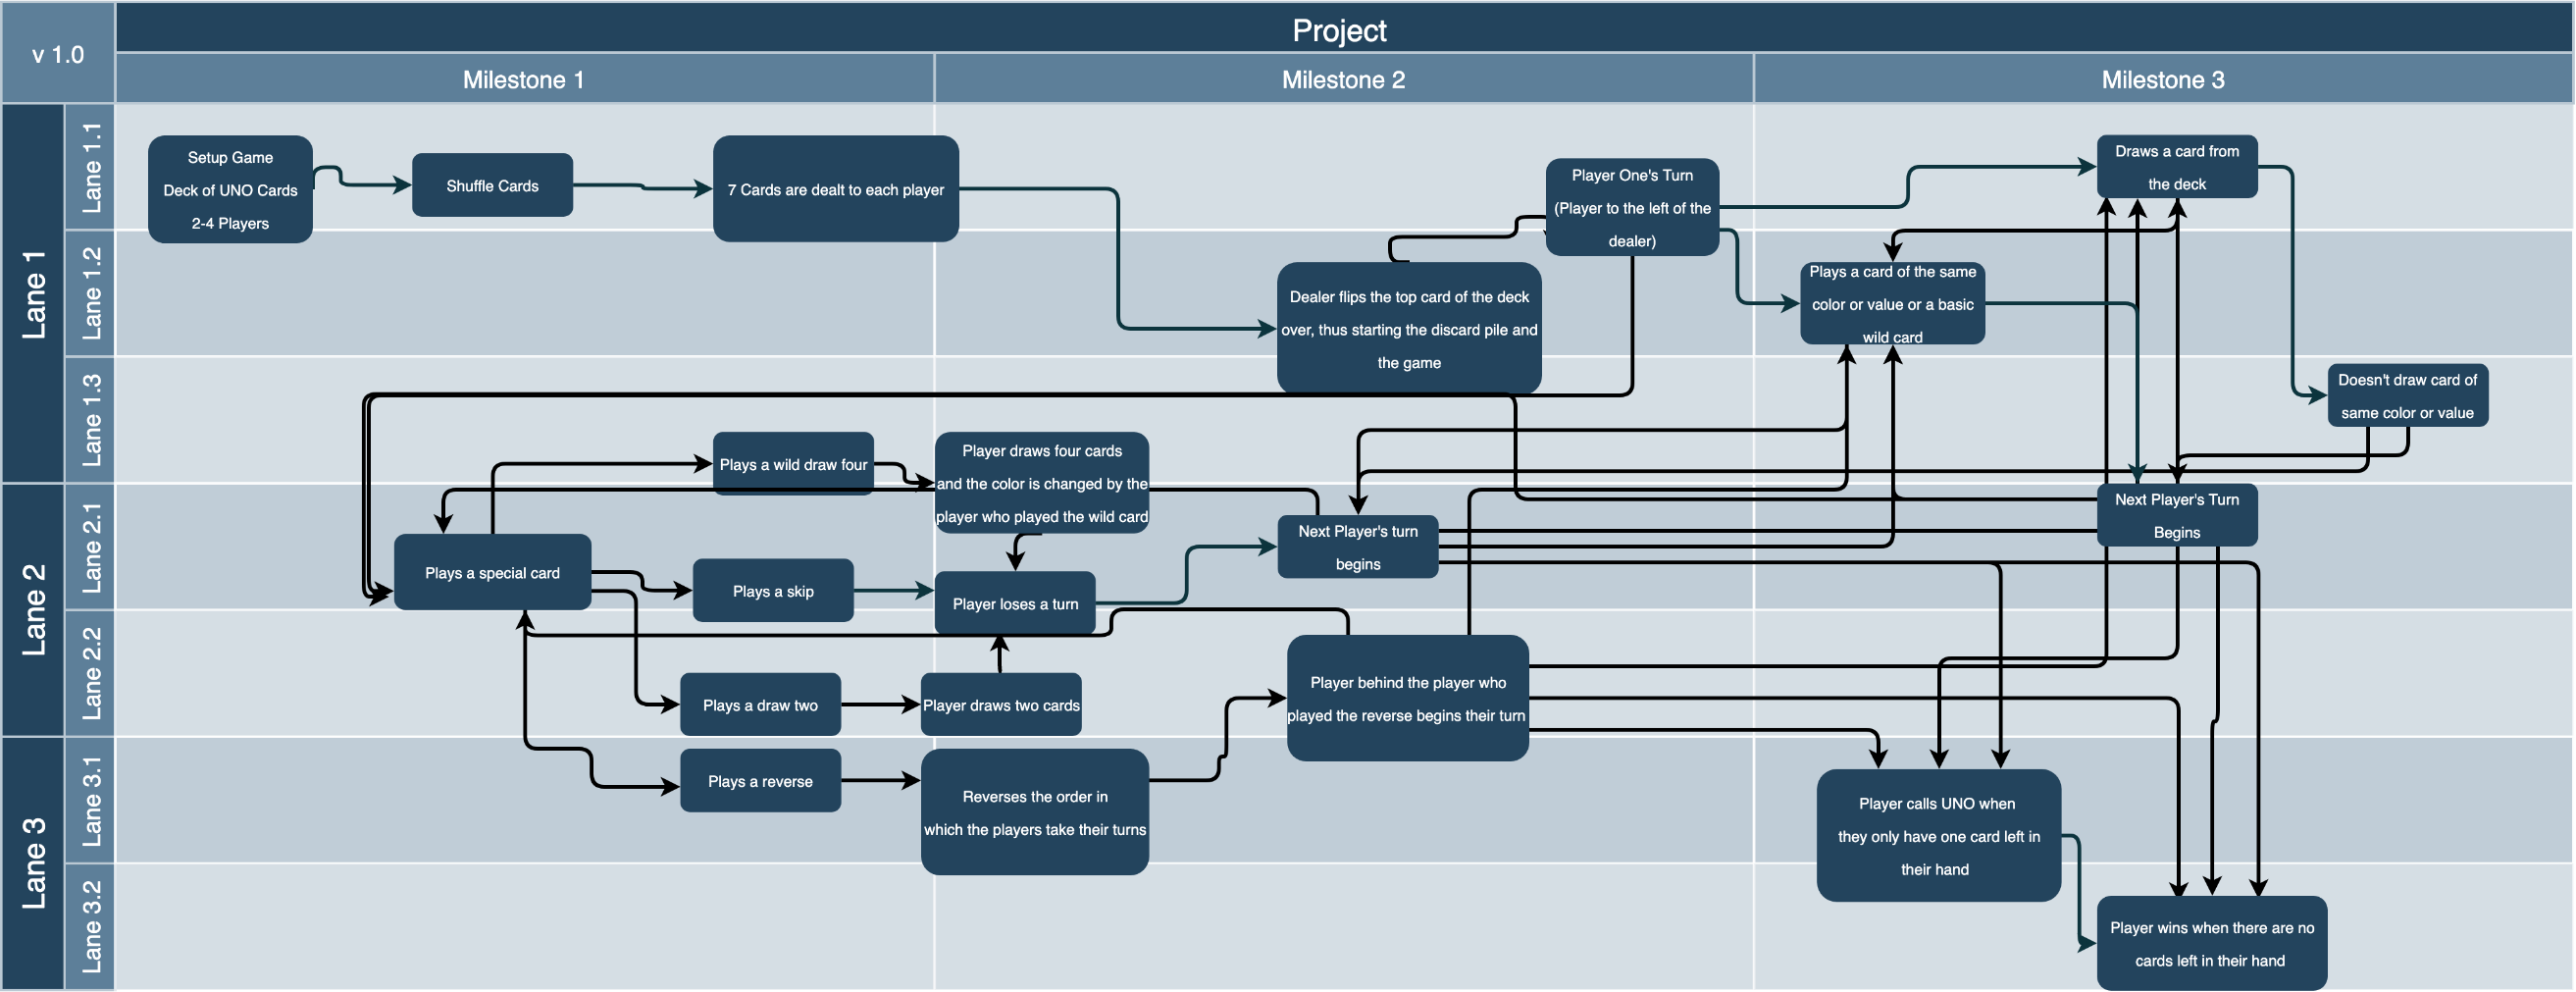 v 1.0
Project
Milestone 1
Milestone 2
Milestone 3
Lane 1
Lane 1.1
Lane 1.2
Lane 1.3
Lane 2
Lane 2.1
Lane 2.2
Lane 3
Lane 3.1
Lane 3.2
Setup Game
Deck of UNO Cards
2-4 Players
Shuffle Cards
7 Cards are dealt to each player
Dealer flips the top card of the deck
over, thus starting the discard pile and
the game
Player One's Turn
(Player to the left of the
dealer)
Draws a card from
the deck
Plays a card of the same
color or value or a basic
wild card
Doesn't draw card of
same color or value
Plays a wild draw four
Player draws four cards
and the color is changed by the
player who played the wild card
Next Player's turn
begins
Next Player's Turn
Begins
Plays a special card
Plays a skip
Player loses a turn
Plays a draw two
Player draws two cards
Player behind the player who
played the reverse begins their turn
Plays a reverse
Reverses the order in
which the players take their turns
Player calls UNO when
they only have one card left in
their hand
Player wins when there are no
cards left in their hand